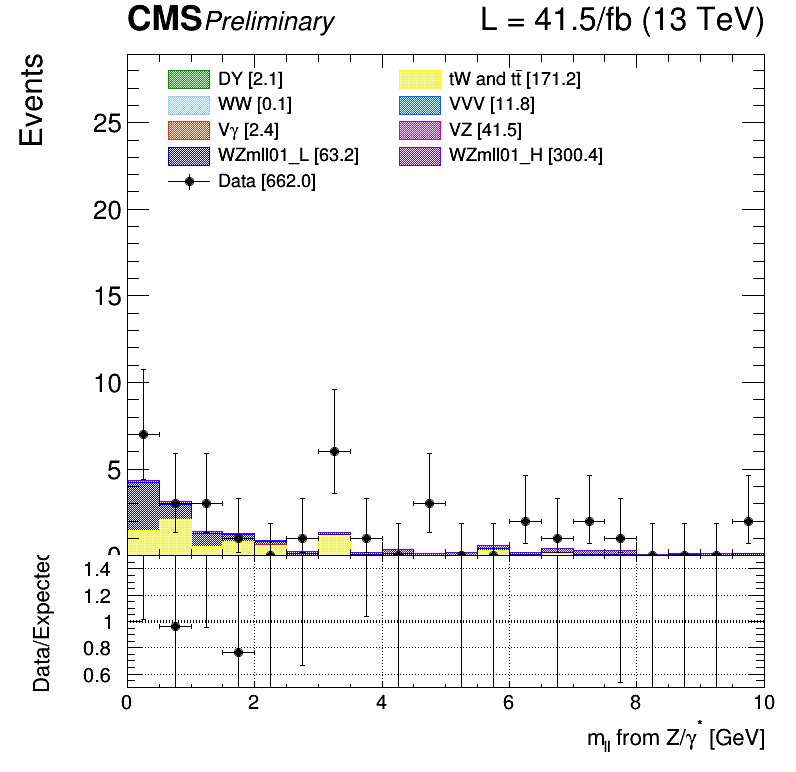 CMS Preliminary L = 41.5/fb (13 TeV)
Events
DY [2.1] tW and tt̄ [171.2]
WW [0.1] VVV [11.8]
Vγ [2.4] VZ [41.5]
WZmll01_L [63.2] WZmll01_H [300.4]
Data [662.0]
25
20
15
10
5
0
Data/Expected
1.4
1.2
1
0.8
0.6
0 2 4 6 8 10
m_ll from Z/γ* [GeV]